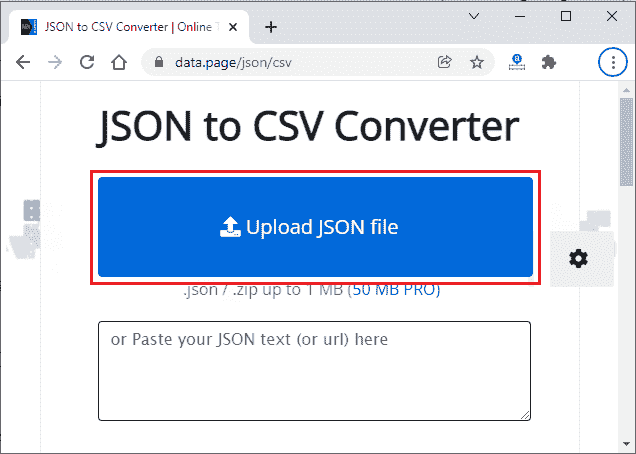 JSON to CSV Converter | Online T
data.page/json/csv
JSON to CSV Converter
Upload JSON file
.json / .zip up to 1 MB (50 MB PRO)
or Paste your JSON text (or url) here